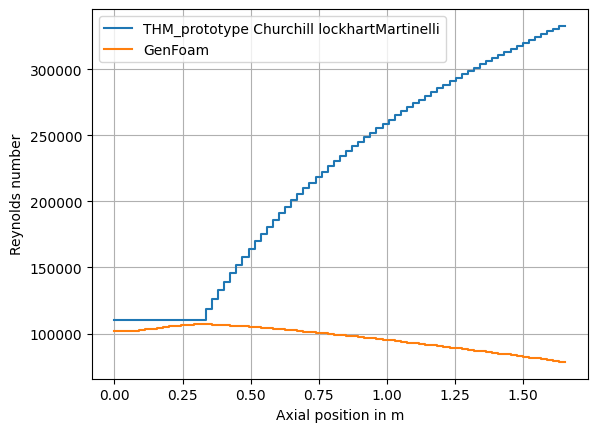 THM_prototype Churchill lockhartMartinelli
GenFoam
300000
250000
200000
150000
100000
Reynolds number
0.00 0.25 0.50 0.75 1.00 1.25 1.50
Axial position in m